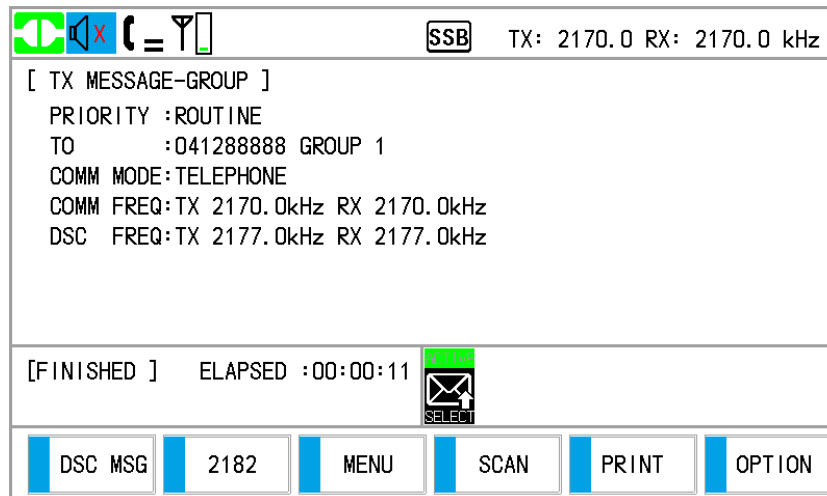 SSB TX: 2170.0 RX: 2170.0 kHz
[ TX MESSAGE-GROUP ]
PRIORITY :ROUTINE
TO :041288888 GROUP 1
COMM MODE:TELEPHONE
COMM FREQ:TX 2170.0kHz RX 2170.0kHz
DSC FREQ:TX 2177.0kHz RX 2177.0kHz
[FINISHED ] ELAPSED :00:00:11
ACTIVE
SELECT
DSC MSG 2182 MENU SCAN PRINT OPTION